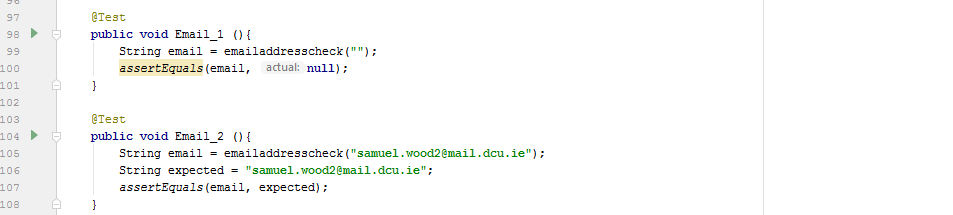 96
97 @Test
98 public void Email_1 (){
99 String email = emailaddresscheck("");
100 assertEquals(email, actual: null);
101 }
102
103 @Test
104 public void Email_2 (){
105 String email = emailaddresscheck("samuel.wood2@mail.dcu.ie");
106 String expected = "samuel.wood2@mail.dcu.ie";
107 assertEquals(email, expected);
108 }